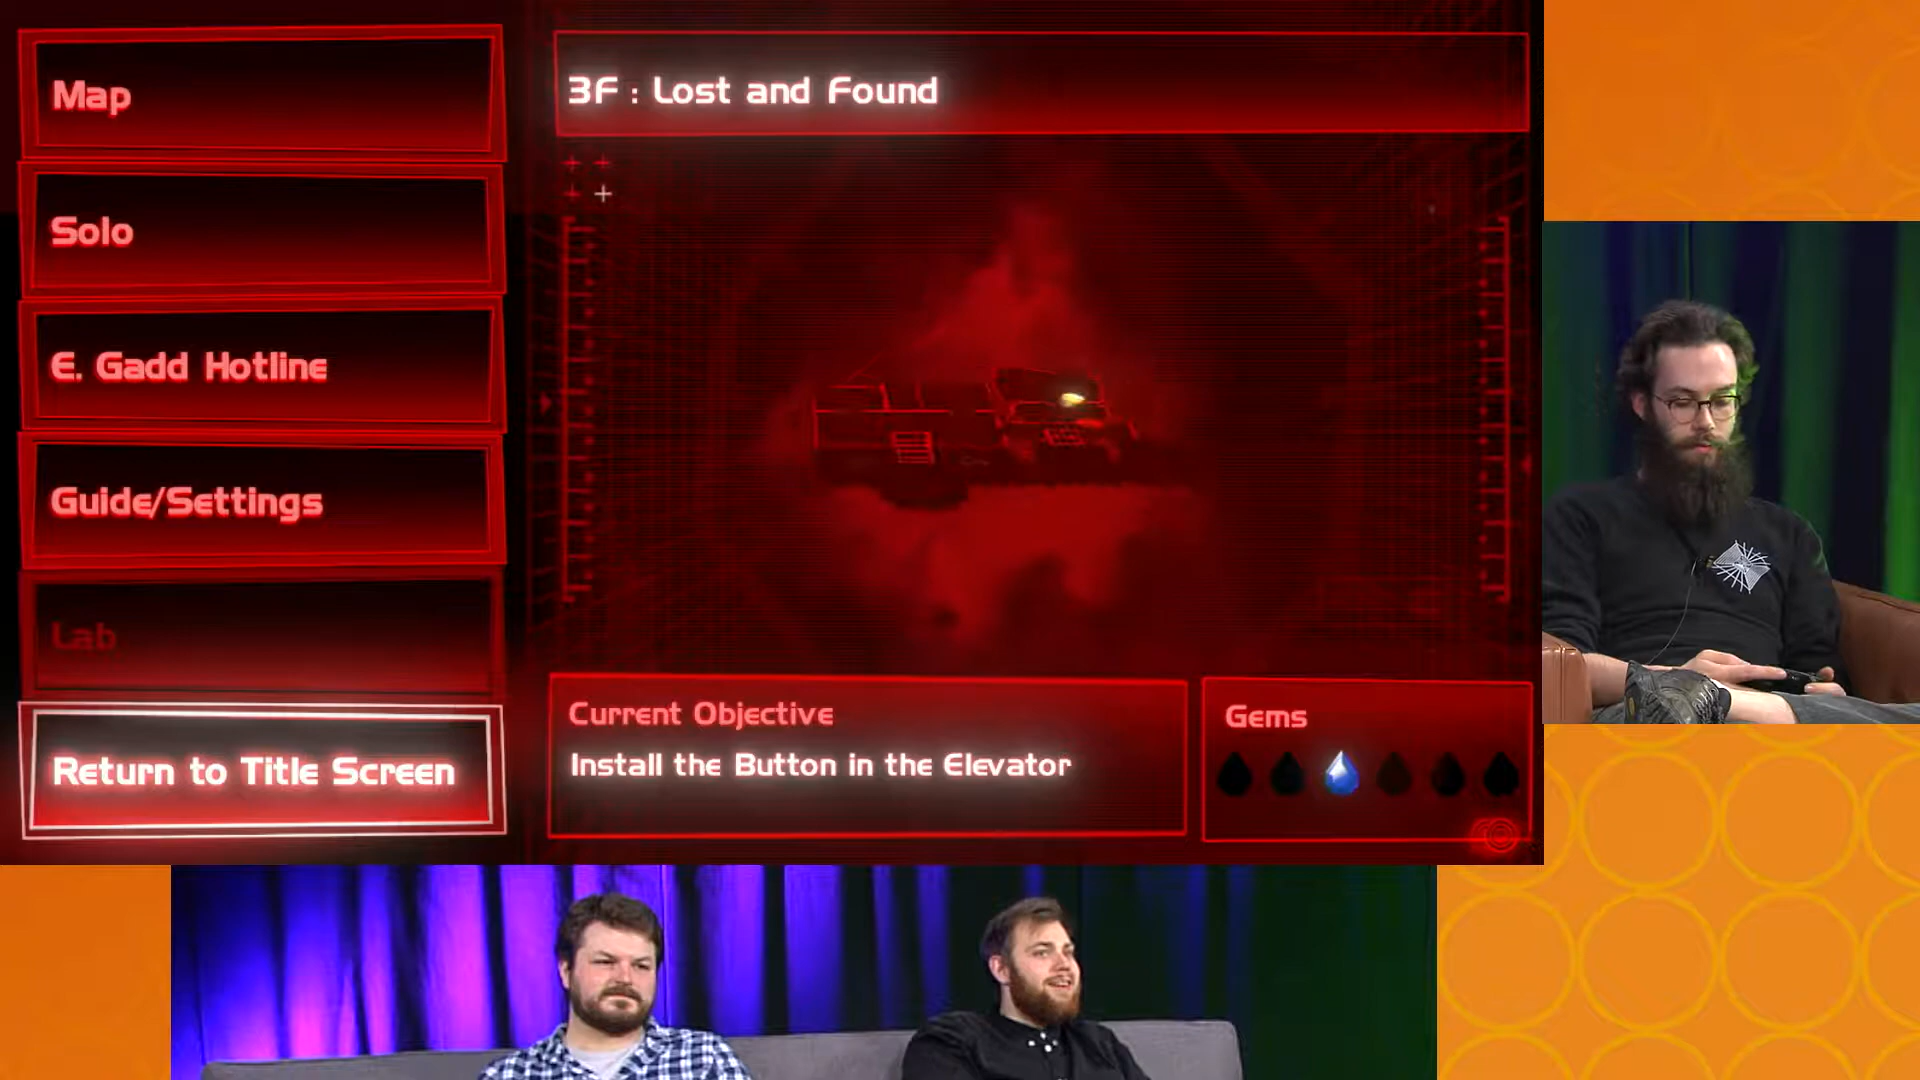 Map
Solo
E. Gadd Hotline
Guide/Settings
Lab
Return to Title Screen
3F : Lost and Found
Current Objective
Install the Button in the Elevator
Gems